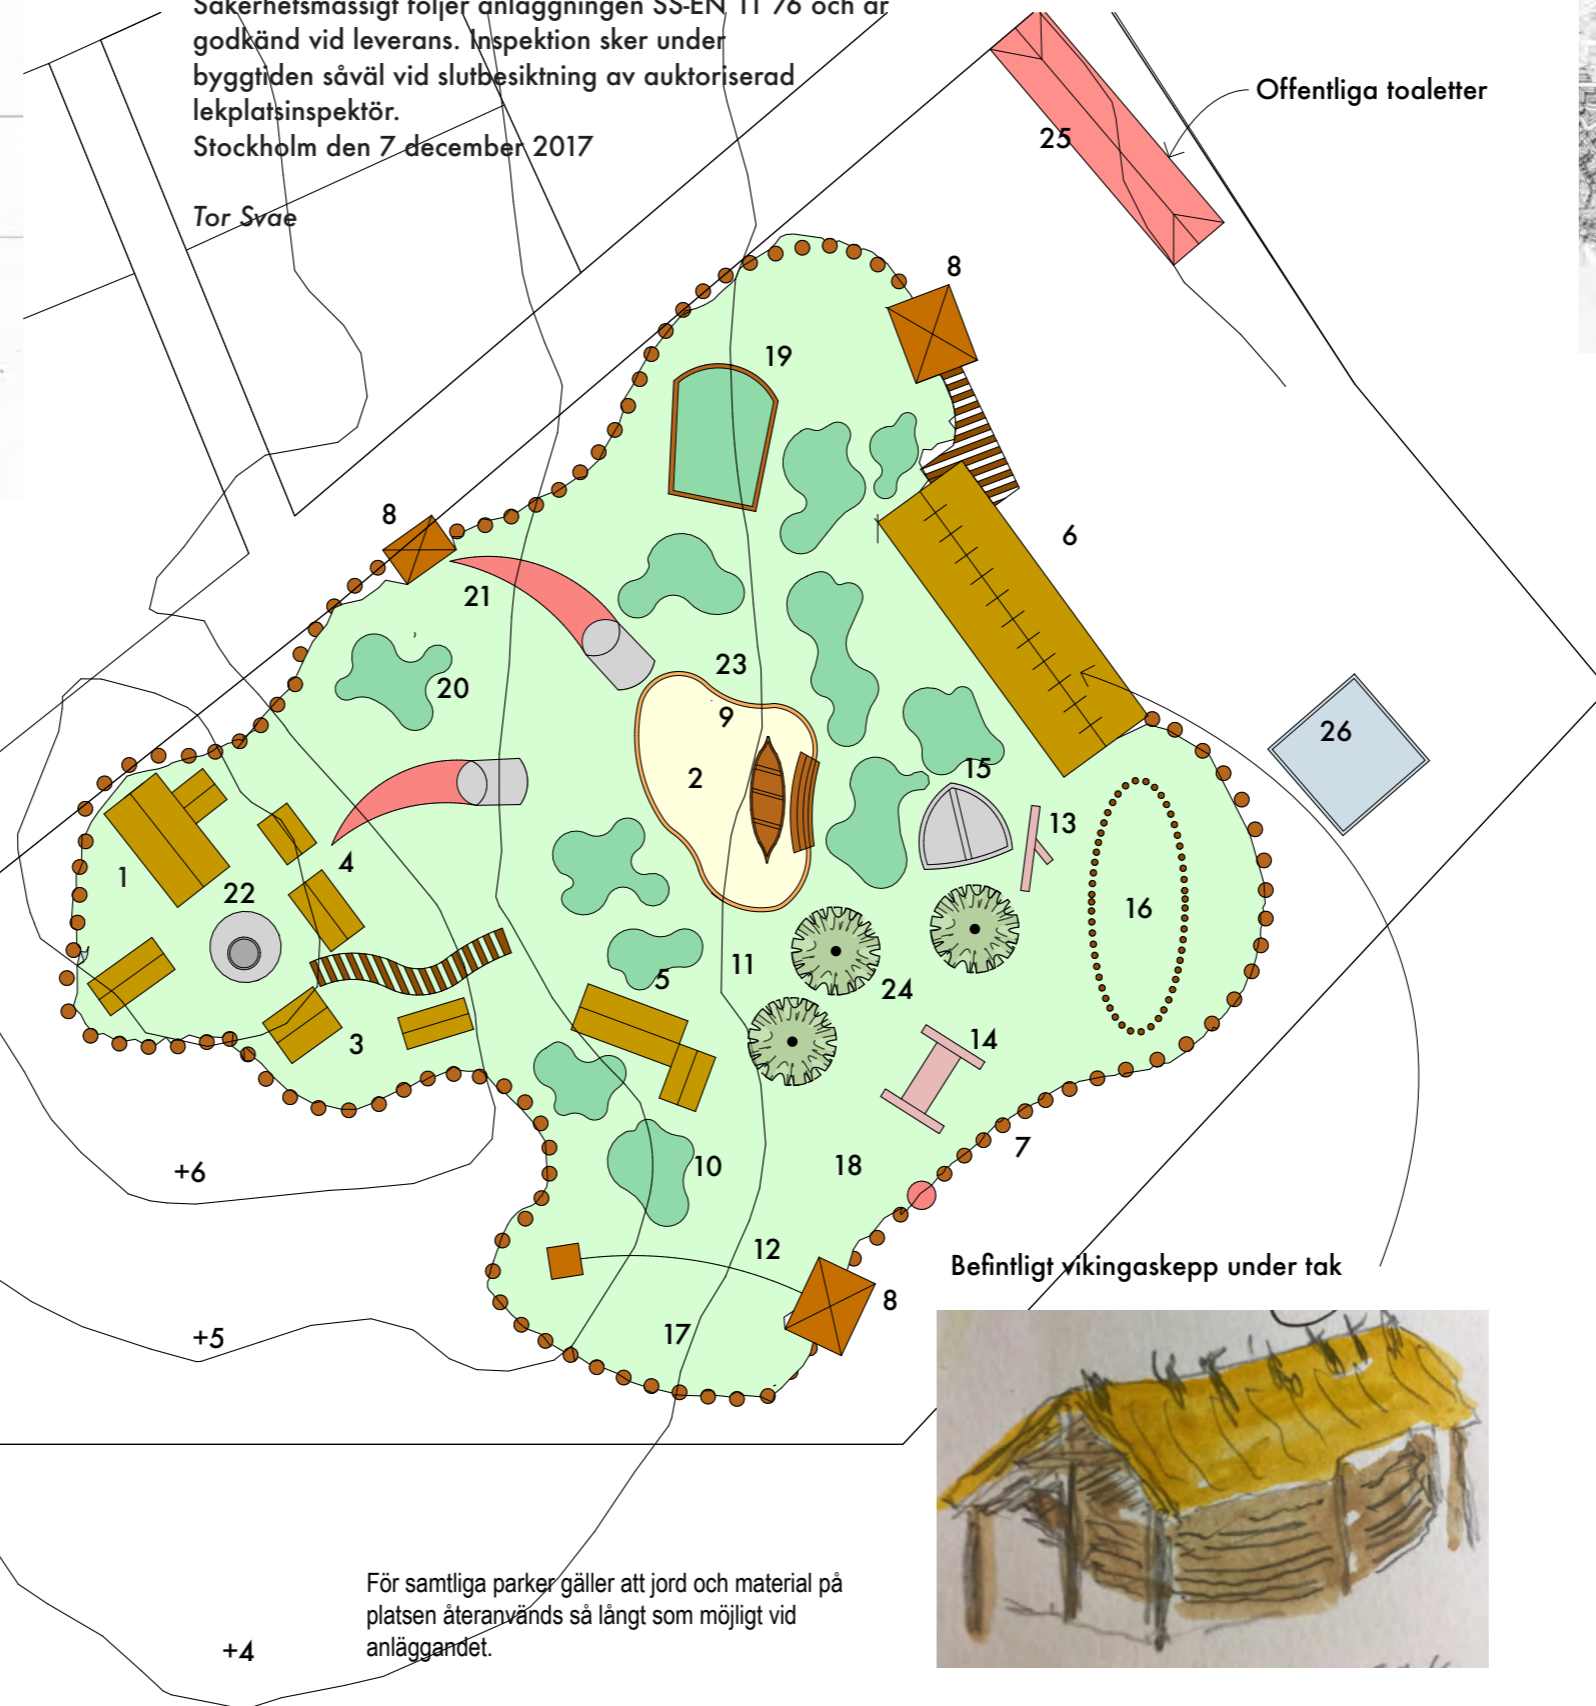 Säkerhetsmässigt följer anläggningen SS-EN 11 76 och är
godkänd vid leverans. Inspektion sker under
byggtiden såväl vid slutbesiktning av auktoriserad
lekplatsinspektör.
Stockholm den 7 december 2017
Tor Svae
Offentliga toaletter
25
8
19
8
6
21
20
23
9
26
2
15
13
4
1
22
16
11
5
24
3
14
7
+6
10
18
12
8
Befintligt vikingaskepp under tak
17
+5
För samtliga parker gäller att jord och material på
platsen återanvänds så långt som möjligt vid
anläggandet.
+4